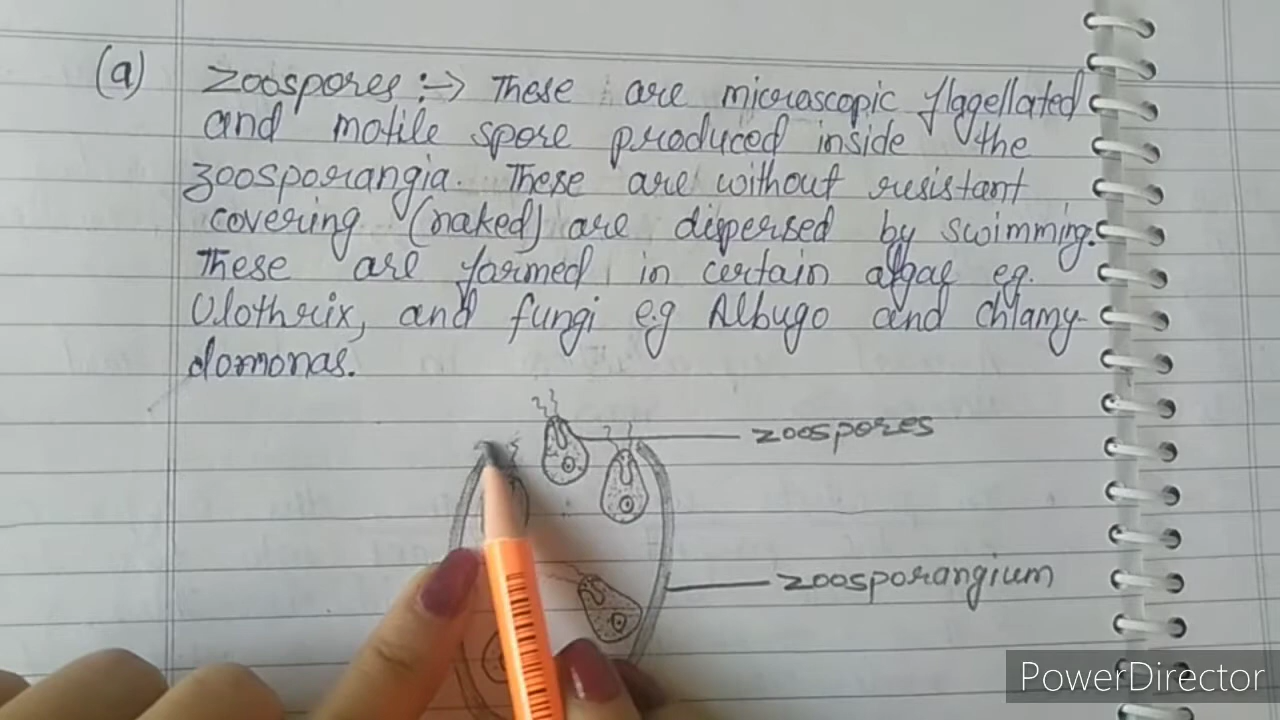 (a) Zoospores :-> These are microscopic flagellated
and motile spore produced inside the
zoosporangia. These are without resistant
covering (naked) are dispersed by swimming.
These are formed in certain algae eg.
Ulothrix, and fungi e.g Albugo and chlamy-
domonas.
zoospores
zoosporangium
PowerDirector